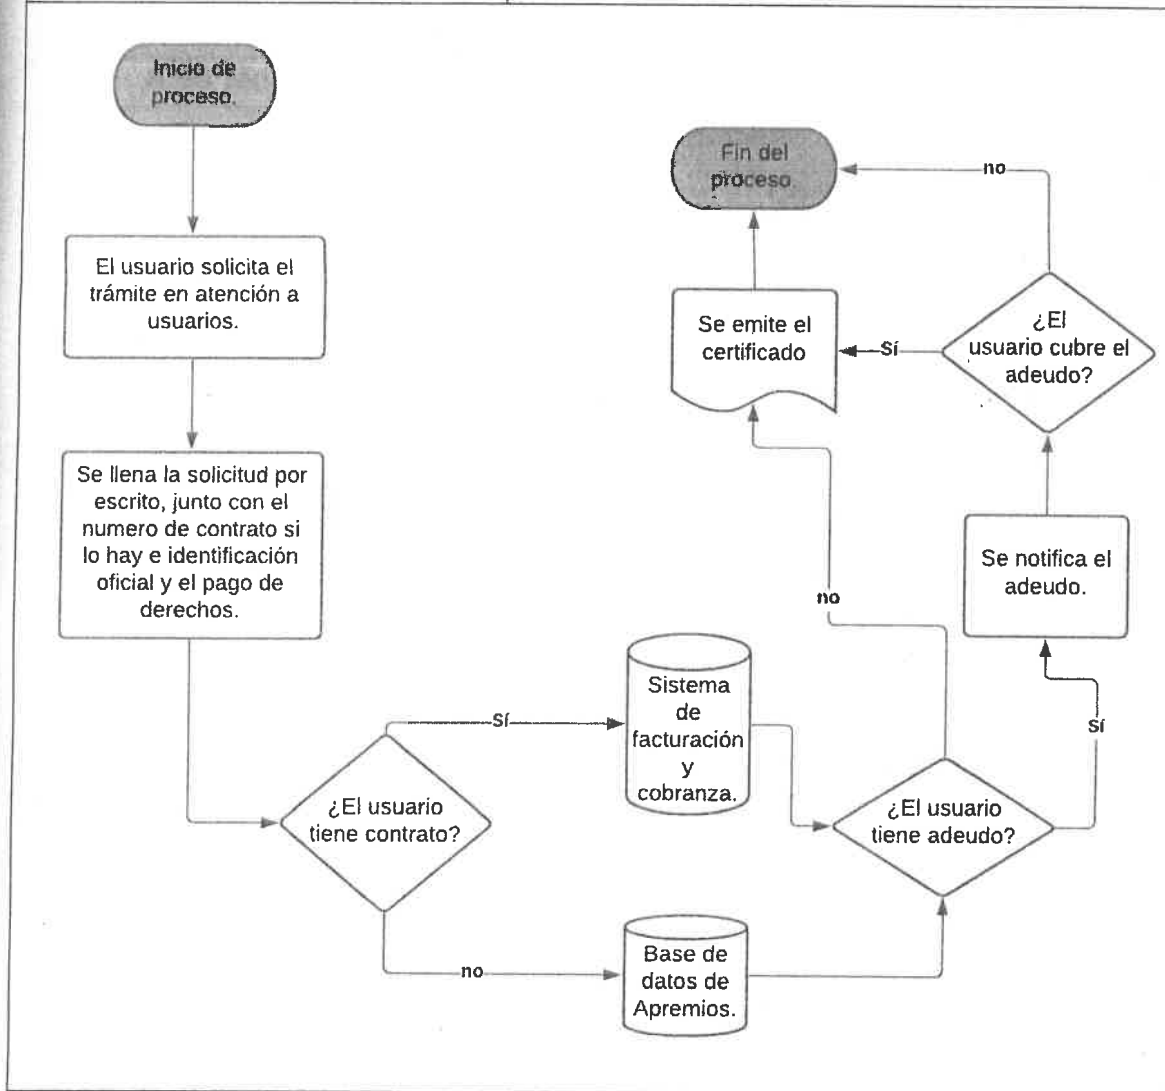 Inicio de
proceso.
El usuario solicita el
trámite en atención a
usuarios.
Se llena la solicitud por
escrito, junto con el
numero de contrato si
lo hay e identificación
oficial y el pago de
derechos.
¿El usuario
tiene contrato?
Sí
Sistema
de
facturación
y
cobranza.
no
Base de
datos de
Apremios.
¿El usuario
tiene adeudo?
no
Sí
Se notifica el
adeudo.
¿El
usuario cubre el
adeudo?
Sí
Se emite el
certificado
no
Fin del
proceso